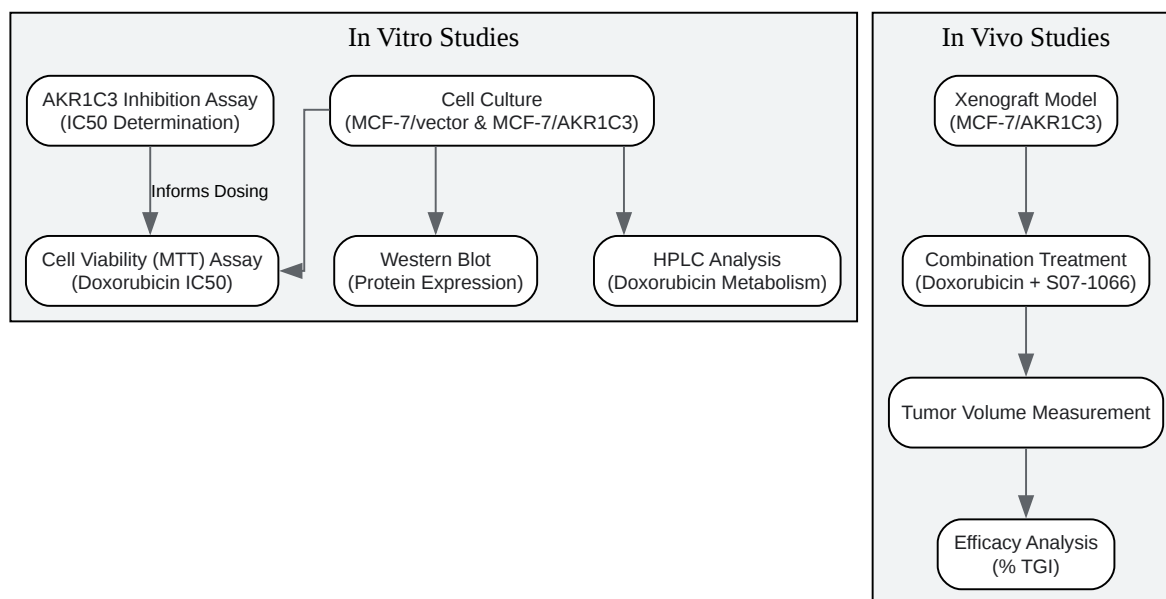 In Vitro Studies
AKR1C3 Inhibition Assay
(IC50 Determination)
Cell Culture
(MCF-7/vector & MCF-7/AKR1C3)
Informs Dosing
Cell Viability (MTT) Assay
(Doxorubicin IC50)
Western Blot
(Protein Expression)
HPLC Analysis
(Doxorubicin Metabolism)
In Vivo Studies
Xenograft Model
(MCF-7/AKR1C3)
Combination Treatment
(Doxorubicin + S07-1066)
Tumor Volume Measurement
Efficacy Analysis
(% TGI)